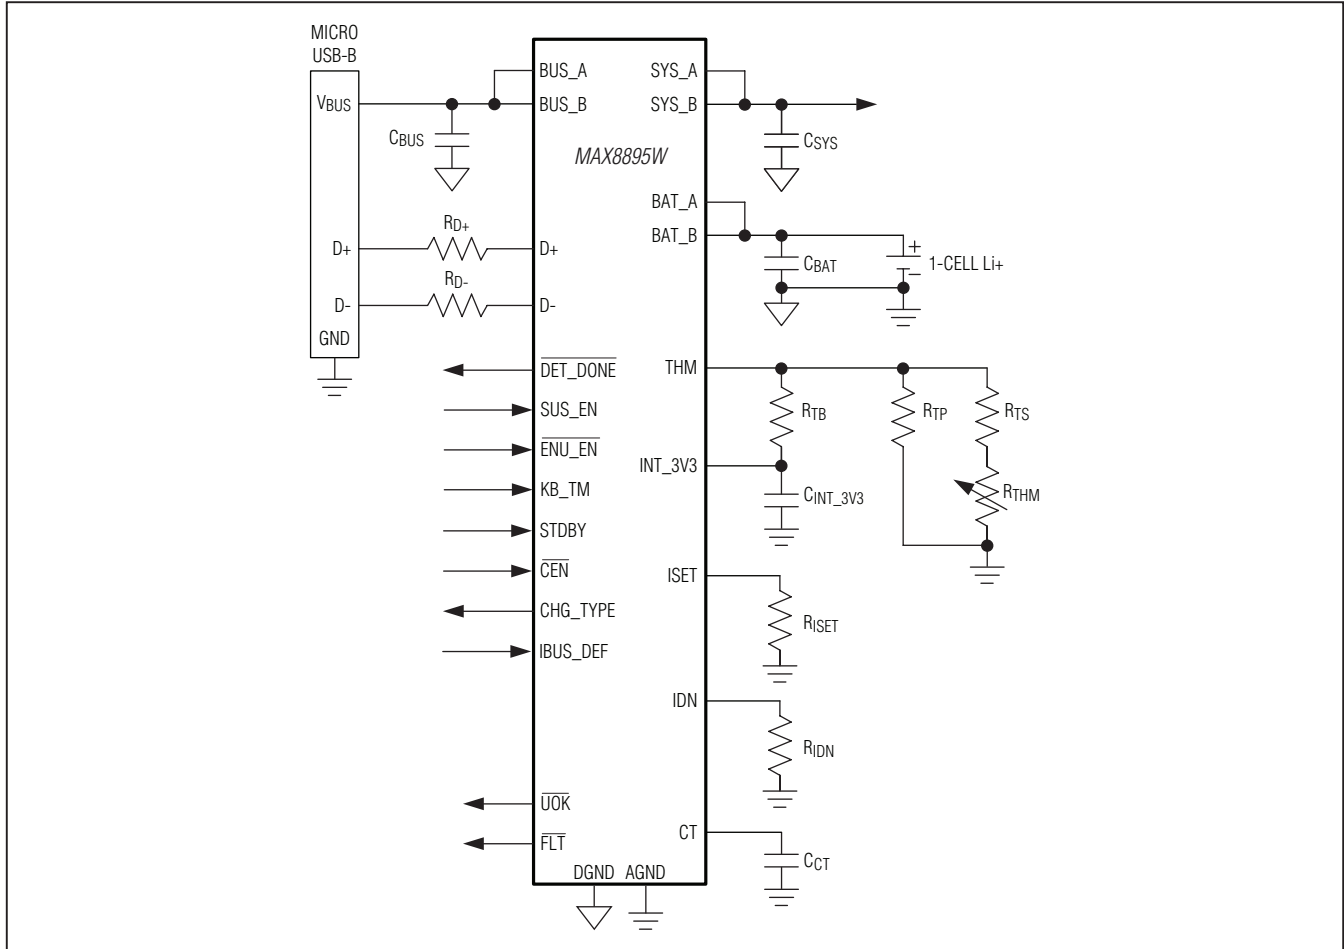 MICRO
USB-B
VBUS
D+
D-
GND
CBUS
RD+
RD-
BUS_A
BUS_B
MAX8895W
D+
D-
DET_DONE
SUS_EN
ENU_EN
KB_TM
STDBY
CEN
CHG_TYPE
IBUS_DEF
UOK
FLT
DGND AGND
SYS_A
SYS_B
BAT_A
BAT_B
THM
INT_3V3
ISET
IDN
CT
CSYS
CBAT
+
-
1-CELL Li+
RTB
RTP
RTS
RTHM
CINT_3V3
RISET
RIDN
CCT